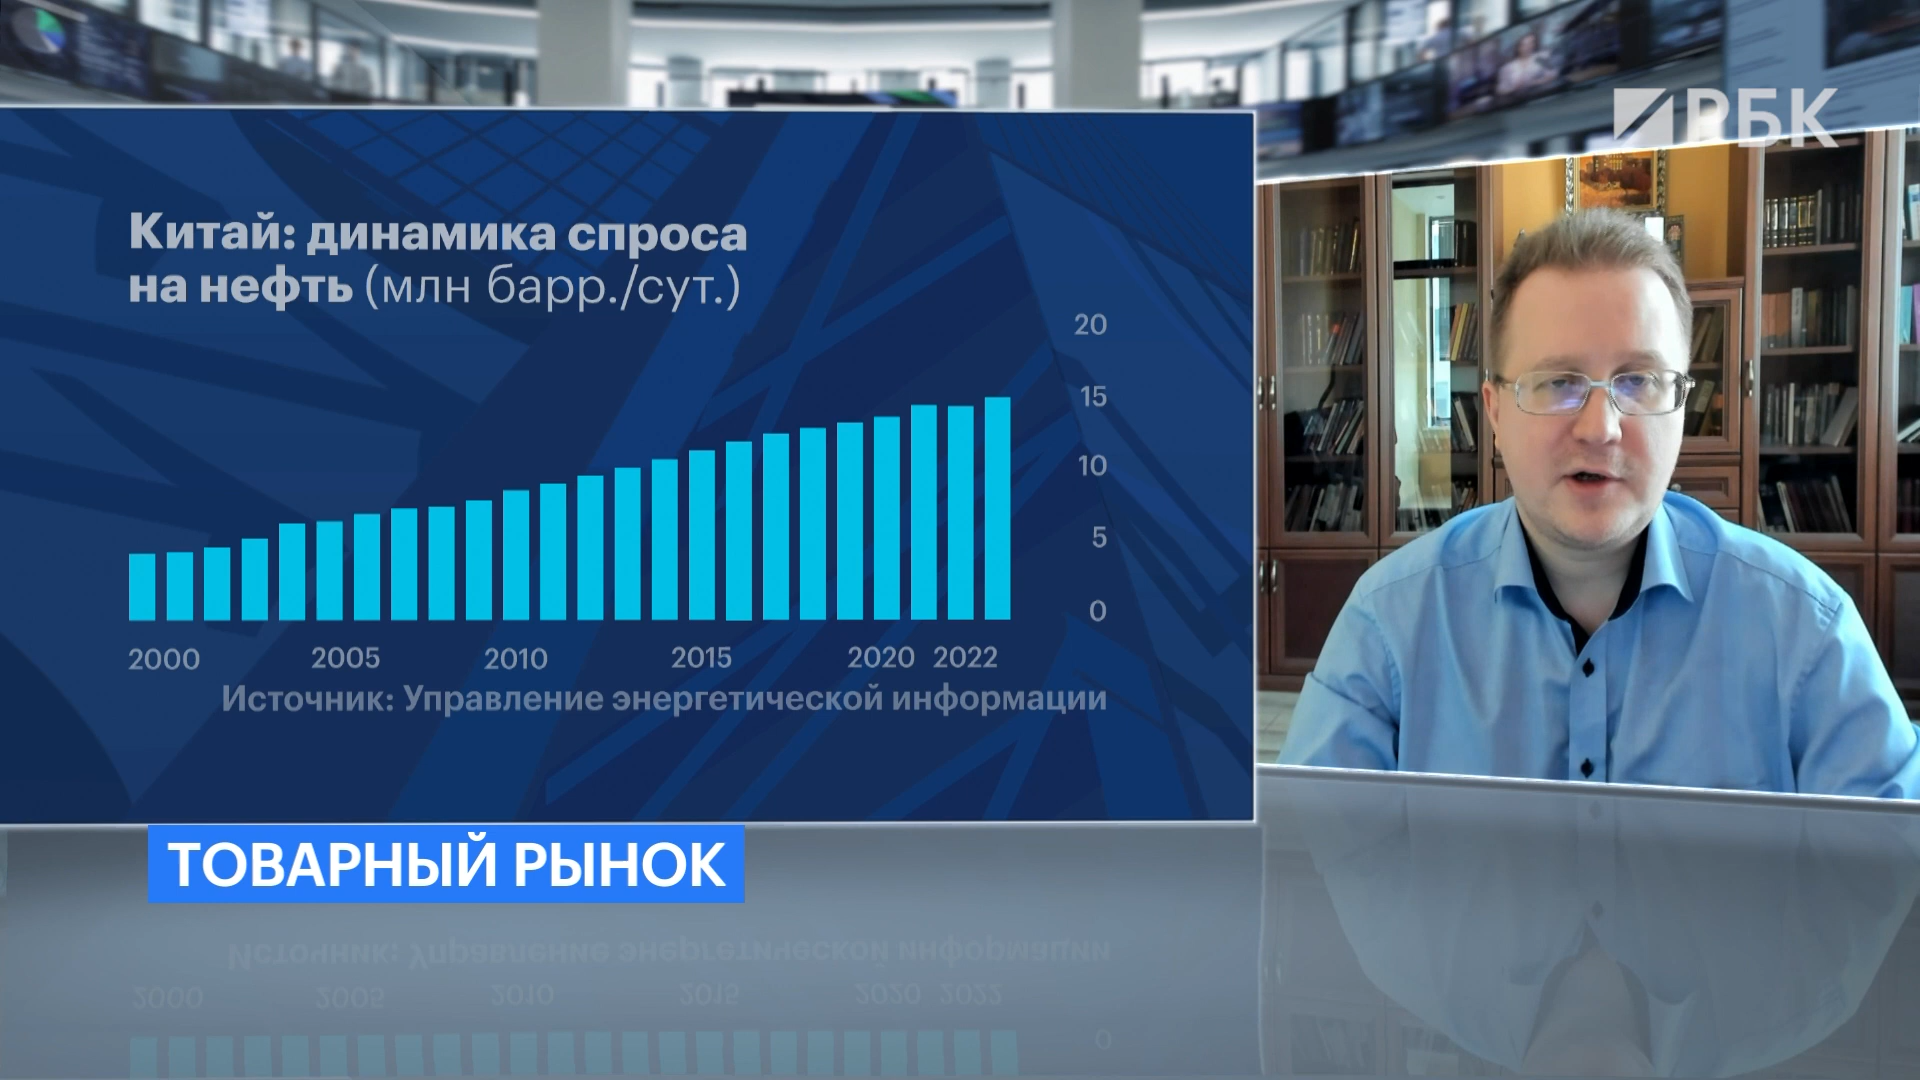 РБК
Китай: динамика спроса
на нефть (млн барр./сут.)
20
15
10
5
0
2000 2005 2010 2015 2020 2022
Источник: Управление энергетической информации
ТОВАРНЫЙ РЫНОК